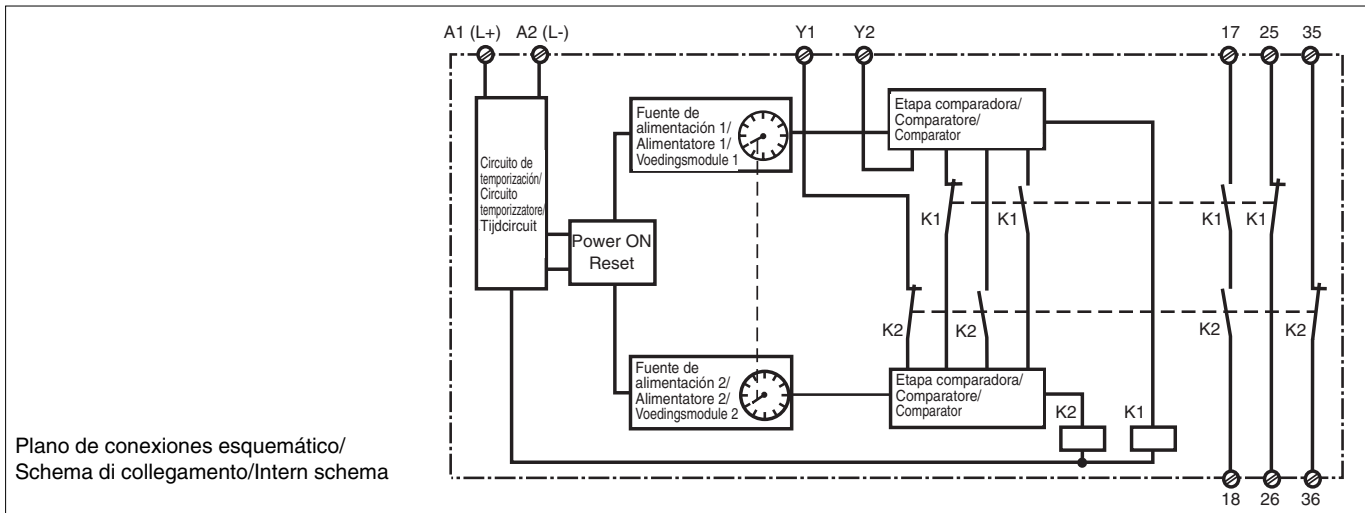 A1 (L+) A2 (L-) Y1 Y2 17 25 35
Fuente de
alimentación 1/
Alimentatore 1/
Voedingsmodule 1
Etapa comparadora/
Comparatore/
Comparator
Circuito de
temporización/
Circuito
temporizzatore/
Tijdcircuit
Power ON
Reset
K1 K1 K1 K1
K2 K2 K2 K2
Fuente de
alimentación 2/
Alimentatore 2/
Voedingsmodule 2
Etapa comparadora/
Comparatore/
Comparator
K2 K1
Plano de conexiones esquemático/
Schema di collegamento/Intern schema
18 26 36